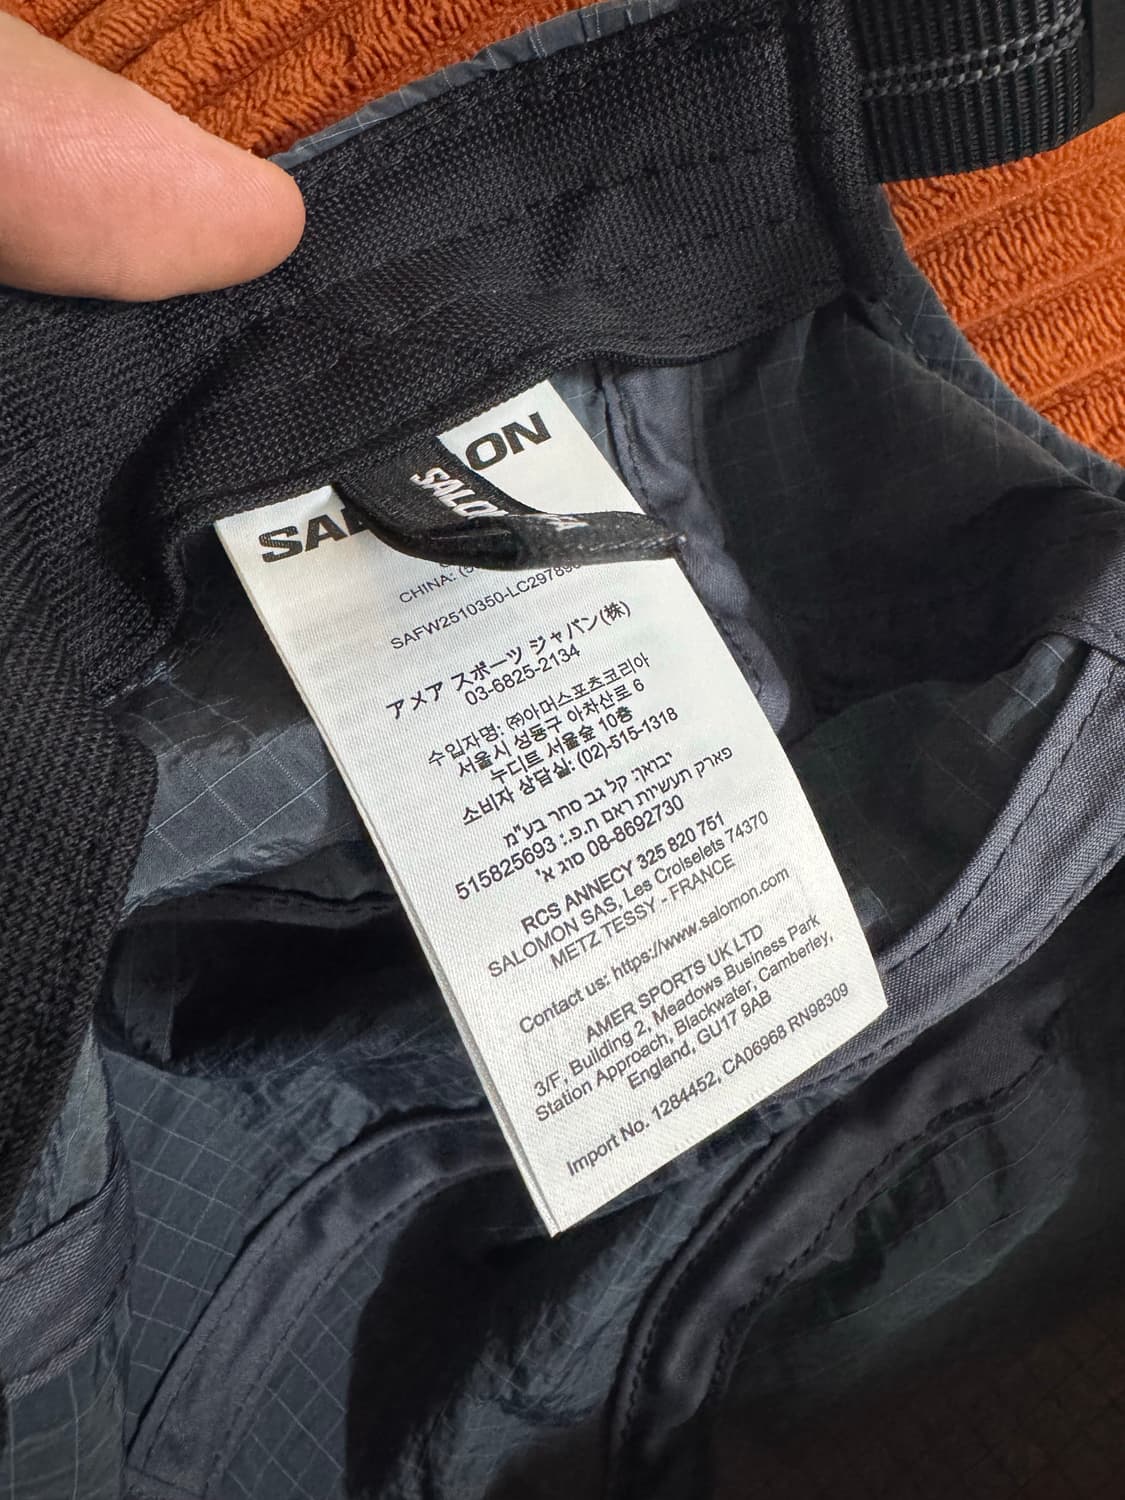 SA ON
SALO
CHINA:
SAFW2510350-LC29789
アメア スポーツ ジャパン(株)
03-6825-2134
수입자명: ㈜아머스포츠코리아
서울시 성동구 아차산로 6
누디트 서울숲 10층
소비자 상담실: (02)-515-1318
יבואן: קל גב סחר בע"מ
פארק תעשיות ראם ת.פ.: 515825693
08-8692730 סוג א'
RCS ANNECY 325 820 751
SALOMON SAS, Les Croiselets 74370
METZ TESSY - FRANCE
Contact us: https://www.salomon.com
AMER SPORTS UK LTD
3/F, Building 2, Meadows Business Park
Station Approach, Blackwater, Camberley,
England, GU17 9AB
Import No. 1284452, CA06968 RN98309